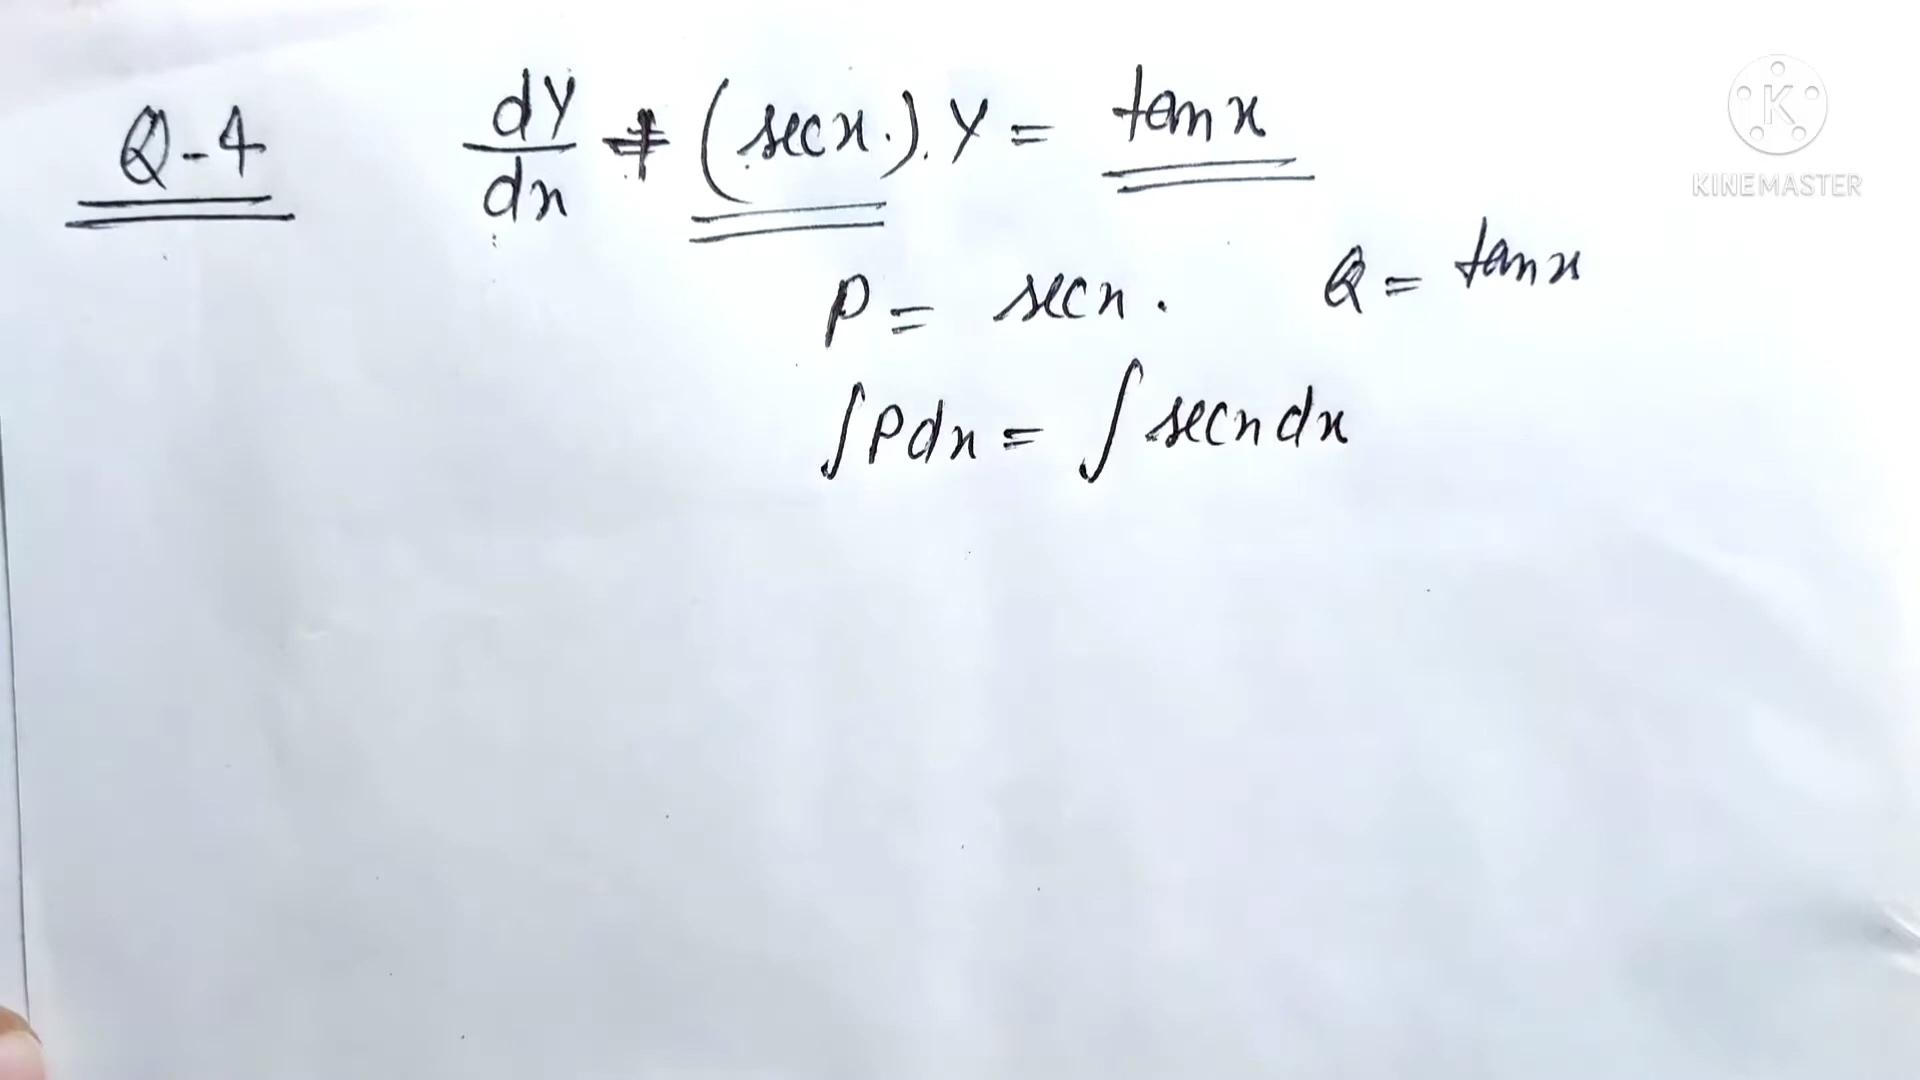 Q-4 dy/dx + (secx.).y = tanx
P = secx. Q = tanx
∫Pdx = ∫secxdx
KINEMASTER